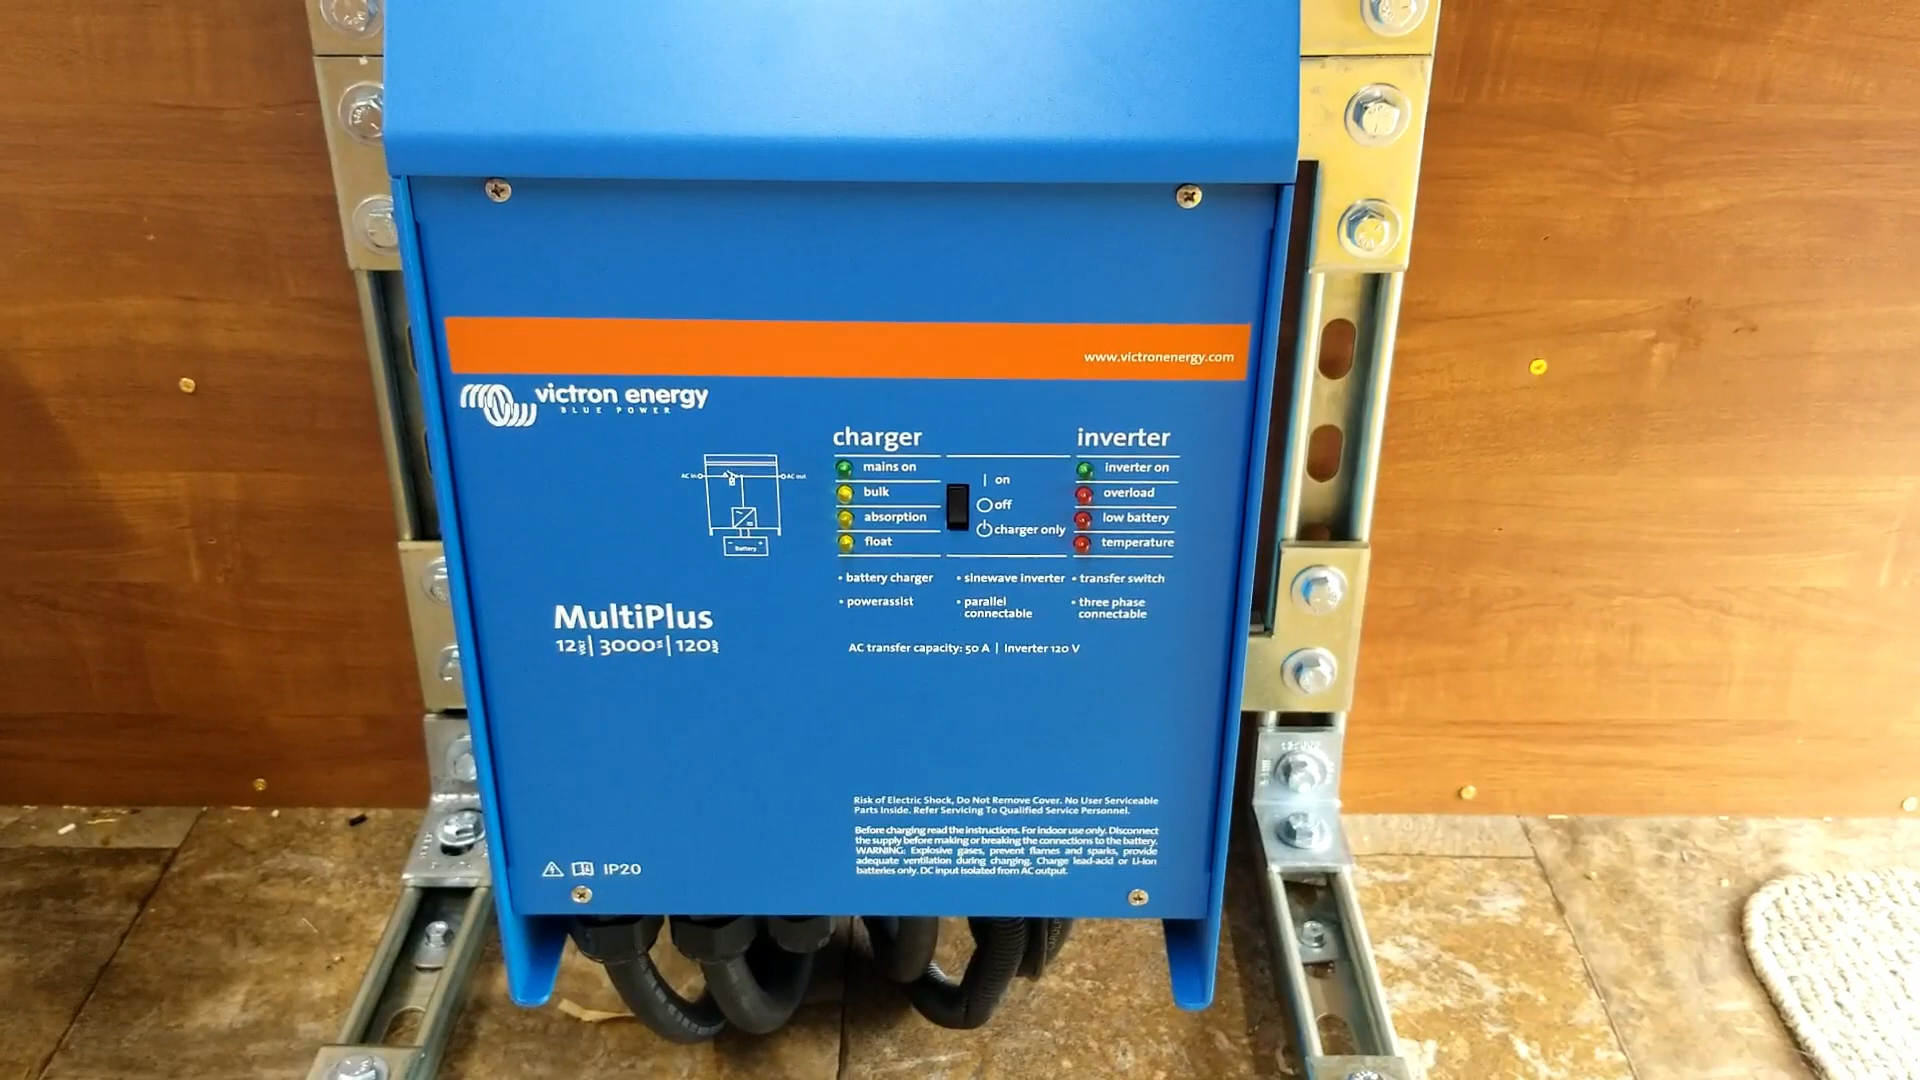 www.victronenergy.com
victron energy
BLUE POWER
charger
inverter
mains on
bulk
absorption
float
on
off
charger only
inverter on
overload
low battery
temperature
AC in
AC out
Battery
• battery charger
• sinewave inverter
• transfer switch
• powerassist
• parallel
connectable
• three phase
connectable
MultiPlus
12 VOLT | 3000 VA | 120 AMP
AC transfer capacity: 50 A | Inverter 120 V
Risk of Electric Shock, Do Not Remove Cover. No User Serviceable
Parts Inside. Refer Servicing To Qualified Service Personnel.
Before charging read the instructions. For indoor use only. Disconnect
the supply before making or breaking the connections to the battery.
WARNING: Explosive gases, prevent flames and sparks, provide
adequate ventilation during charging. Charge lead-acid or Li-Ion
batteries only. DC input isolated from AC output.
IP20